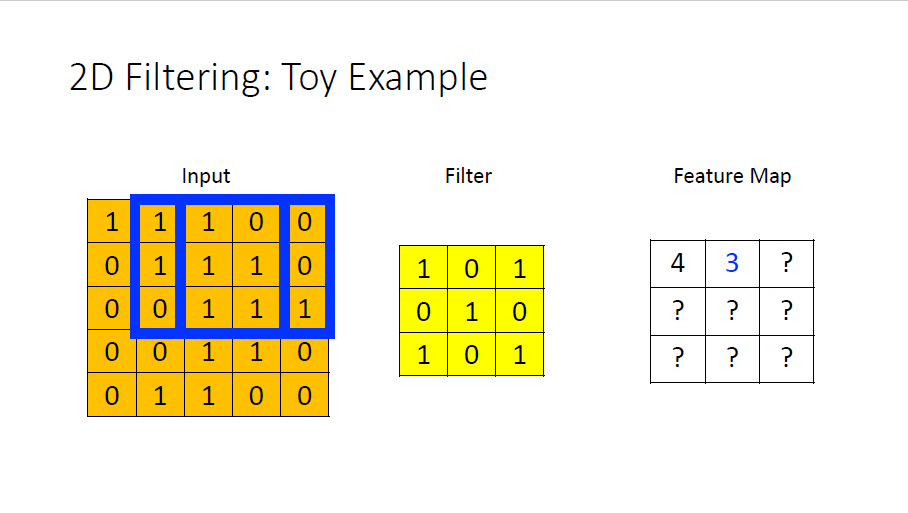 2D Filtering: Toy Example
Input
1 1 1 0 0
0 1 1 1 0
0 0 1 1 1
0 0 1 1 0
0 1 1 0 0
Filter
1 0 1
0 1 0
1 0 1
Feature Map
4 3 ?
? ? ?
? ? ?